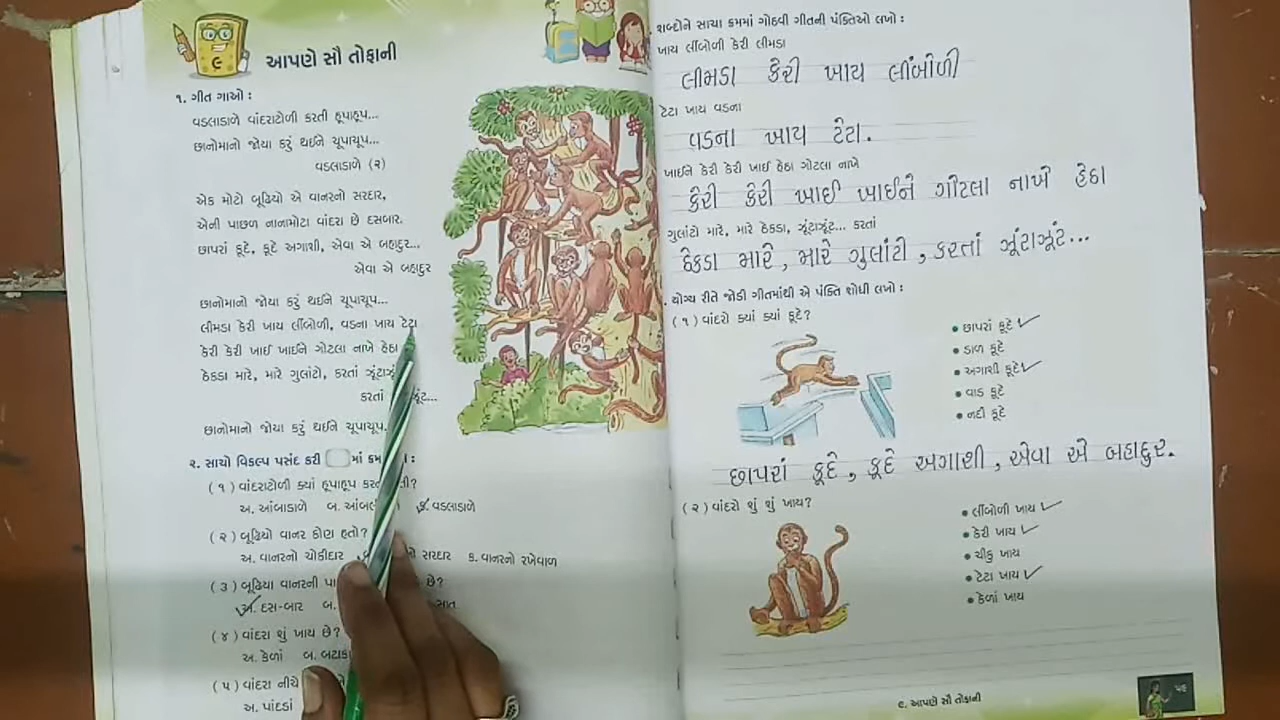 ૯
આપણે સૌ તોફાની
૧. ગીત ગાઓ :
વડલાડાળે વાંદરાટોળી કરતી હૂપાહૂપ...
છાનોમાનો જોયા કરું થઈને ચૂપાચૂપ...
વડલાડાળે (૨)
એક મોટો બૂઢિયો એ વાનરનો સરદાર,
એની પાછળ નાનામોટા વાંદરા છે દસબાર.
છાપરાં કૂદે, કૂદે અગાશી, એવા એ બહાદુર...
એવા એ બહાદુર
છાનોમાનો જોયા કરું થઈને ચૂપાચૂપ...
લીમડા કેરી ખાય લીંબોળી, વડના ખાય ટેટા
કેરી કેરી ખાઈ ખાઈને ગોટલા નાખે હેઠા
ઠેકડા મારે, મારે ગુલાંટો, કરતાં
કરતાં
છાનોમાનો જોયા કરું થઈને ચૂપાચૂપ.
૨. સાચો વિકલ્પ પસંદ કરી માં
(૧) વાંદરાટોળી ક્યાં હૂપાહૂપ
અ. આંબાડાળે બ. ક. વડલાડાળે
(૨) બૂઢિયો વાનર કોણ હતો?
અ. વાનરનો ચોકીદાર સરદાર ક. વાનરનો રખેવાળ
(૩) બૂઢિયા વાનરની છે?
અ. દસ-બાર બ. સાત
(૪) વાંદરા શું ખાય છે?
અ. કેળાં બ.
(૫) વાંદરા નીચે
અ. પાંદડાં
શબ્દોને સાચા ક્રમમાં ગોઠવી ગીતની પંક્તિઓ લખો :
ખાય લીંબોળી કેરી લીમડા
લીમડા કેરી ખાય લીંબોળી
ટેટા ખાય વડના
વડના ખાય ટેટા.
ખાઈને કેરી કેરી ખાઈ હેઠા ગોટલા નાખે
કેરી કેરી ખાઈ ખાઈને ગોટલા નાખે હેઠા
ગુલાંટો મારે, મારે ઠેકડા, ઝૂંટાઝૂંટ... કરતાં
ઠેકડા મારે, મારે ગુલાંટી, કરતાં ઝૂંટાઝૂંટ...
યોગ્ય રીતે જોડી ગીતમાંથી એ પંક્તિ શોધી લખો :
(૧) વાંદરો ક્યાં ક્યાં કૂદે?
• છાપરાં કૂદે ✓
• ડાળ કૂદે
• અગાશી કૂદે ✓
• વાડ કૂદે
• નદી કૂદે
છાપરાં કૂદે, કૂદે અગાશી, એવા એ બહાદુર.
(૨) વાંદરો શું શું ખાય?
• લીંબોળી ખાય ✓
• કેરી ખાય ✓
• ચીકુ ખાય
• ટેટા ખાય ✓
• કેળાં ખાય
૯. આપણે સૌ તોફાની